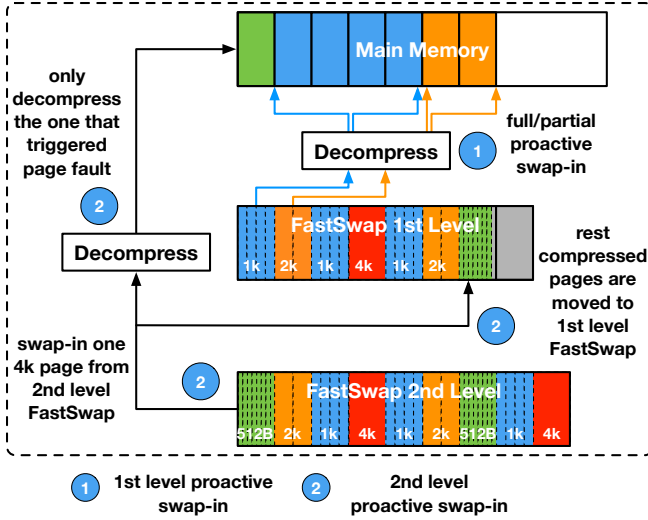 Main Memory
only
decompress
the one that
triggered
page fault
2
Decompress
1
full/partial
proactive
swap-in
Decompress
FastSwap 1st Level
1k
2k
1k
4k
1k
2k
rest
compressed
pages are
moved to
1st level
FastSwap
2
swap-in one
4k page from
2nd level
FastSwap
2
FastSwap 2nd Level
512B
2k
1k
4k
1k
2k
512B
1k
4k
1
1st level proactive
swap-in
2
2nd level
proactive swap-in